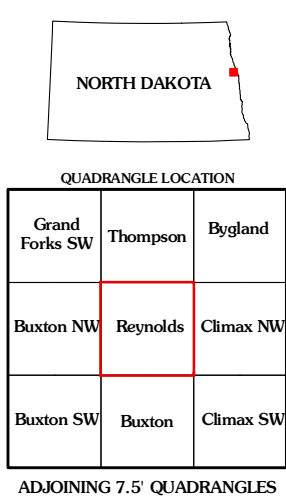 NORTH DAKOTA
QUADRANGLE LOCATION
Grand
Forks SW
Thompson
Bygland
Buxton NW
Reynolds
Climax NW
Buxton SW
Buxton
Climax SW
ADJOINING 7.5' QUADRANGLES